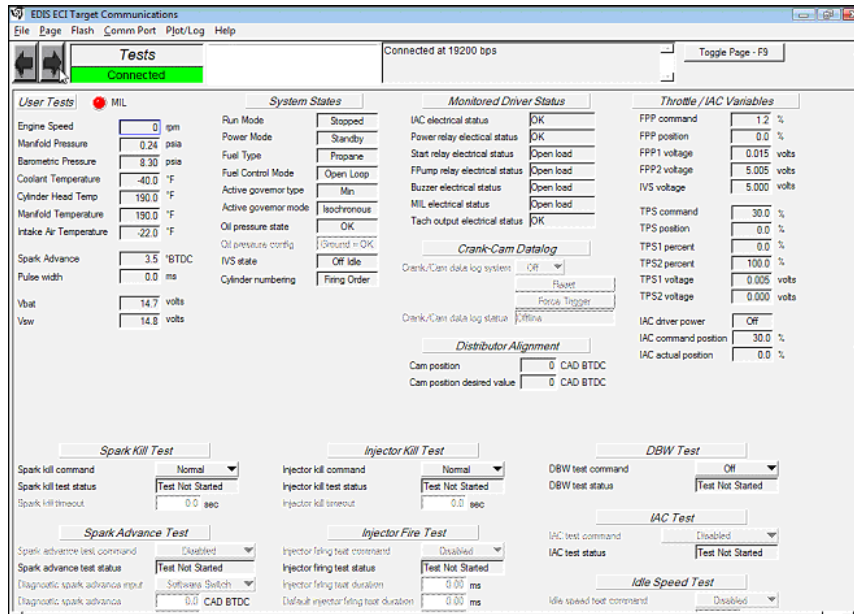 EDIS ECI Target Communications
File Page Flash Comm Port Plot/Log Help
Tests
Connected
Connected at 19200 bps
Toggle Page - F9
User Tests
MIL
Engine Speed 0 rpm
Manifold Pressure 0.24 psia
Barometric Pressure 8.30 psia
Coolant Temperature -40.0 °F
Cylinder Head Temp 190.0 °F
Manifold Temperature 190.0 °F
Intake Air Temperature -22.0 °F
Spark Advance 3.5 °BTDC
Pulse width 0.0 ms
Vbat 14.7 volts
Vsw 14.8 volts
System States
Run Mode Stopped
Power Mode Standby
Fuel Type Propane
Fuel Control Mode Open Loop
Active governor type Min
Active governor mode Isochronous
Oil pressure state OK
Oil pressure config Ground = OK
IVS state Off Idle
Cylinder numbering Firing Order
Monitored Driver Status
IAC electrical status OK
Power relay electical status OK
Start relay electrical status Open load
FPump relay electrical status Open load
Buzzer electrical status Open load
MIL electrical status Open load
Tach output electrical status OK
Crank-Cam Datalog
Crank/Cam data log system Off
Reset
Force Trigger
Crank/Cam data log status Offline
Distributor Alignment
Cam position 0 CAD BTDC
Cam position desired value 0 CAD BTDC
Throttle / IAC Variables
FPP command 1.2 %
FPP position 0.0 %
FPP1 voltage 0.015 volts
FPP2 voltage 5.005 volts
IVS voltage 5.000 volts
TPS command 30.0 %
TPS position 0.0 %
TPS1 percent 0.0 %
TPS2 percent 100.0 %
TPS1 voltage 0.005 volts
TPS2 voltage 0.000 volts
IAC driver power Off
IAC command position 30.0 %
IAC actual position 0.0 %
Spark Kill Test
Spark kill command Normal
Spark kill test status Test Not Started
Spark kill timeout 0.0 sec
Injector Kill Test
Injector kill command Normal
Injector kill test status Test Not Started
Injector kill timeout 0.0 sec
DBW Test
DBW test command Off
DBW test status Test Not Started
Spark Advance Test
Spark advance test command Disabled
Spark advance test status Test Not Started
Diagnostic spark advance input Software Switch
Diagnostic spark advance 0.0 CAD BTDC
Injector Fire Test
Injector firing test command Disabled
Injector firing test status Test Not Started
Injector firing test duration 0.00 ms
Default injector firing test duration 0.00 ms
IAC Test
IAC test command Disabled
IAC test status Test Not Started
Idle Speed Test
Idle speed test command Disabled